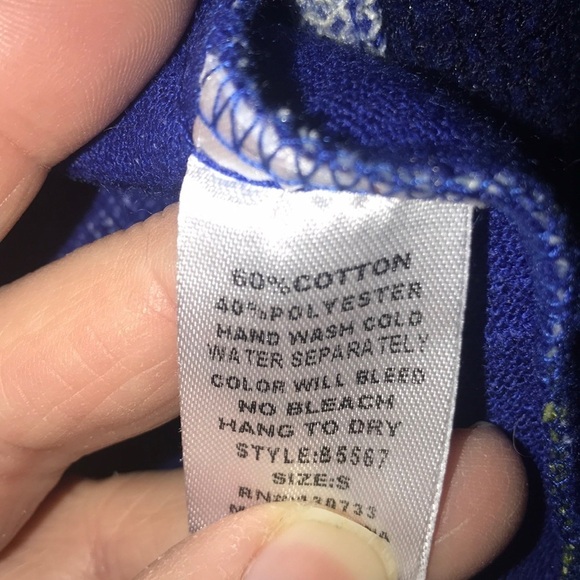 60%COTTON
40%POLYESTER
HAND WASH COLD
WATER SEPARATELY
COLOR WILL BLEED
NO BLEACH
HANG TO DRY
STYLE:B5567
SIZE:S